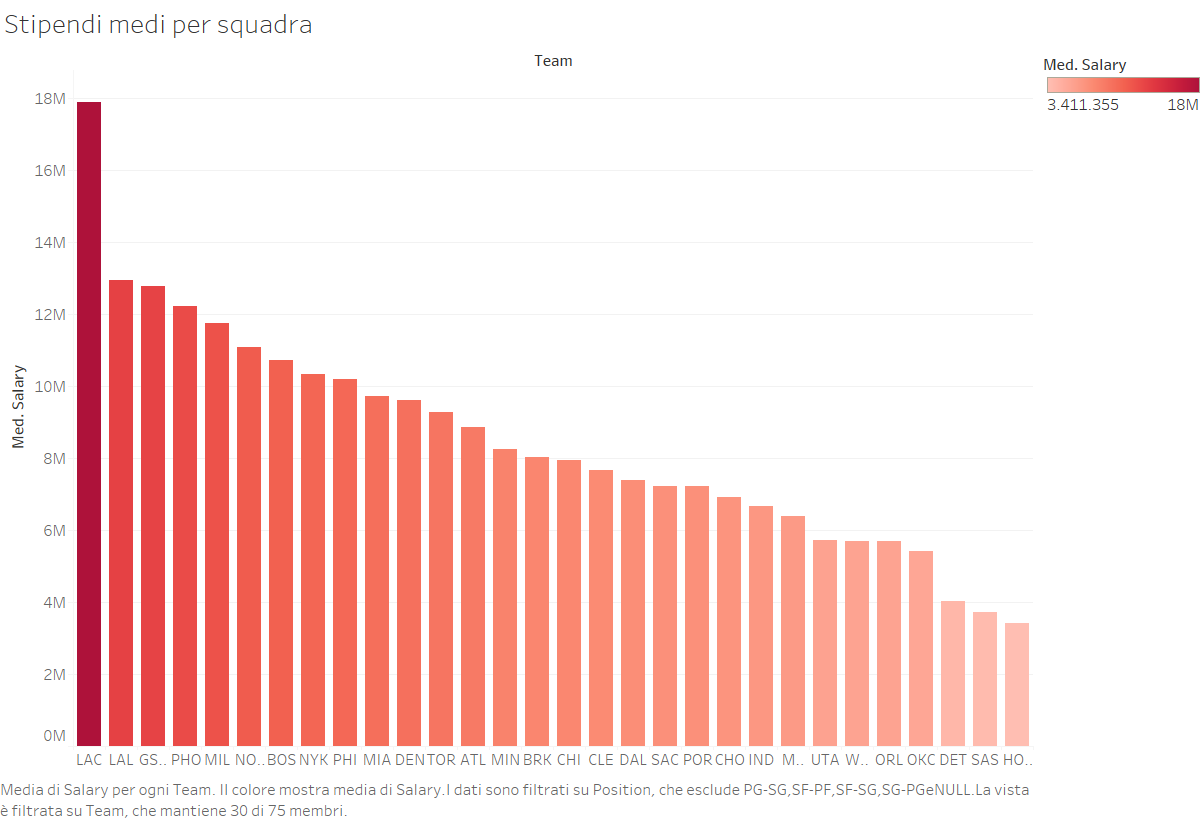 Stipendi medi per squadra
Team
Med. Salary
3.411.355 18M
Med. Salary
18M
16M
14M
12M
10M
8M
6M
4M
2M
0M
LAC LAL GS.. PHO MIL NO.. BOS NYK PHI MIA DEN TOR ATL MIN BRK CHI CLE DAL SAC POR CHO IND M.. UTA W.. ORL OKC DET SAS HO..
Media di Salary per ogni Team. Il colore mostra media di Salary.I dati sono filtrati su Position, che esclude PG-SG,SF-PF,SF-SG,SG-PGeNULL.La vista
è filtrata su Team, che mantiene 30 di 75 membri.